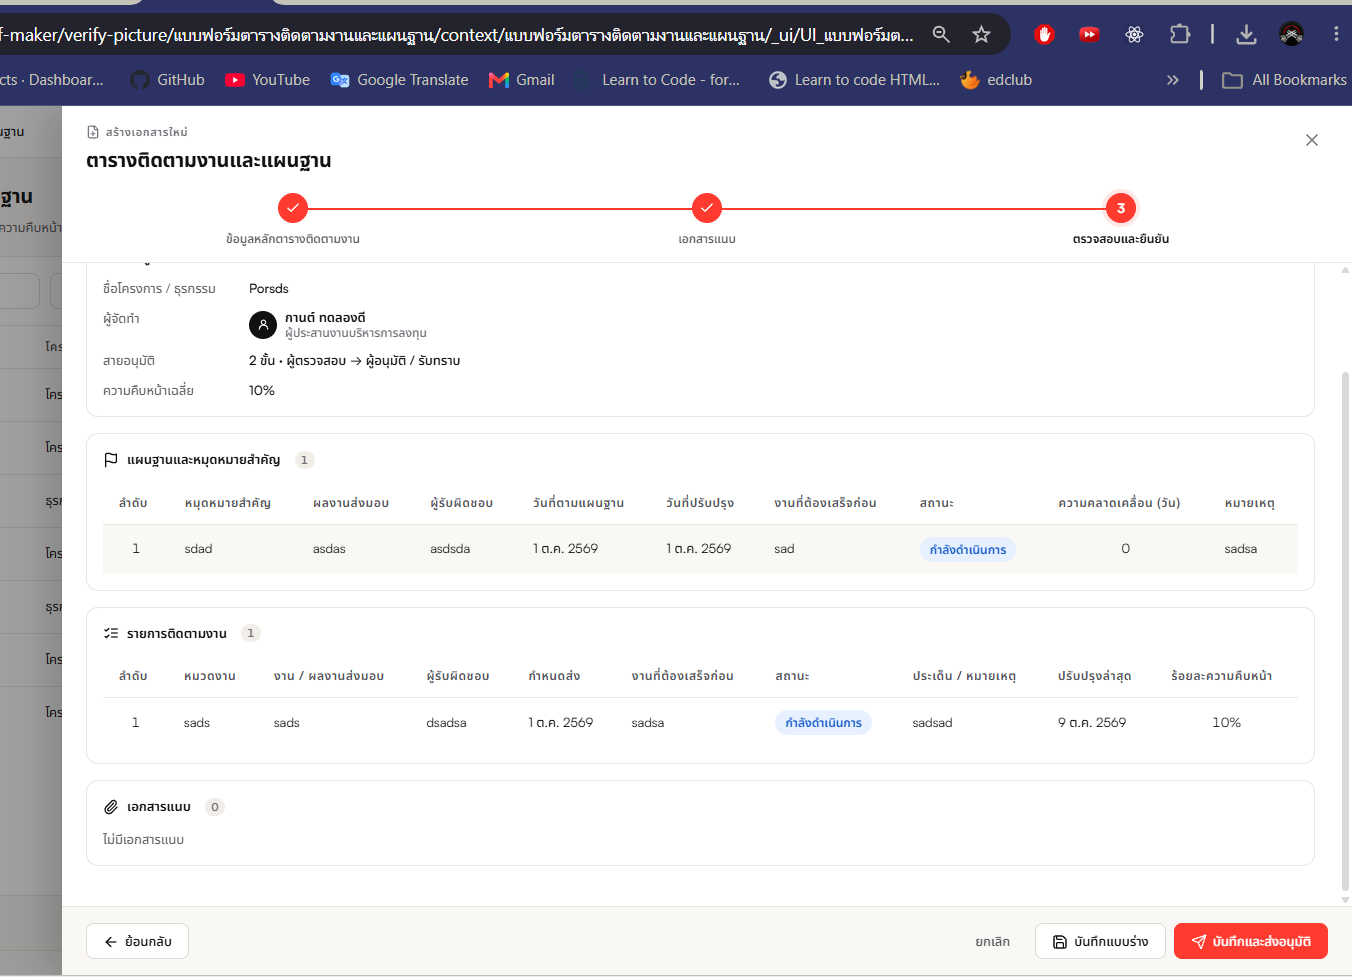 f-maker/verify-picture/แบบฟอร์มตารางติดตามงานและแผนฐาน/context/แบบฟอร์มตารางติดตามงานและแผนฐาน/_ui/UI_แบบฟอร์มต...
cts · Dashboar... GitHub YouTube Google Translate Gmail Learn to Code - for... Learn to code HTML... edclub » All Bookmarks
สร้างเอกสารใหม่
ตารางติดตามงานและแผนฐาน
3
ข้อมูลหลักตารางติดตามงาน เอกสารแนบ ตรวจสอบและยืนยัน
ฐาน
ความคืบหน้า
ชื่อโครงการ / ธุรกรรม Porsds
ผู้จัดทำ กานต์ ทดลองดี
ผู้ประสานงานบริหารการลงทุน
สายอนุมัติ 2 ชั้น • ผู้ตรวจสอบ → ผู้อนุมัติ / รับทราบ
ความคืบหน้าเฉลี่ย 10%
แผนฐานและหมุดหมายสำคัญ 1
ลำดับ หมุดหมายสำคัญ ผลงานส่งมอบ ผู้รับผิดชอบ วันที่ตามแผนฐาน วันที่ปรับปรุง งานที่ต้องเสร็จก่อน สถานะ ความคลาดเคลื่อน (วัน) หมายเหตุ
1 sdad asdas asdsda 1 ต.ค. 2569 1 ต.ค. 2569 sad กำลังดำเนินการ 0 sadsa
รายการติดตามงาน 1
ลำดับ หมวดงาน งาน / ผลงานส่งมอบ ผู้รับผิดชอบ กำหนดส่ง งานที่ต้องเสร็จก่อน สถานะ ประเด็น / หมายเหตุ ปรับปรุงล่าสุด ร้อยละความคืบหน้า
1 sads sads dsadsa 1 ต.ค. 2569 sadsa กำลังดำเนินการ sadsad 9 ต.ค. 2569 10%
เอกสารแนบ 0
ไม่มีเอกสารแนบ
← ย้อนกลับ ยกเลิก บันทึกแบบร่าง บันทึกและส่งอนุมัติ